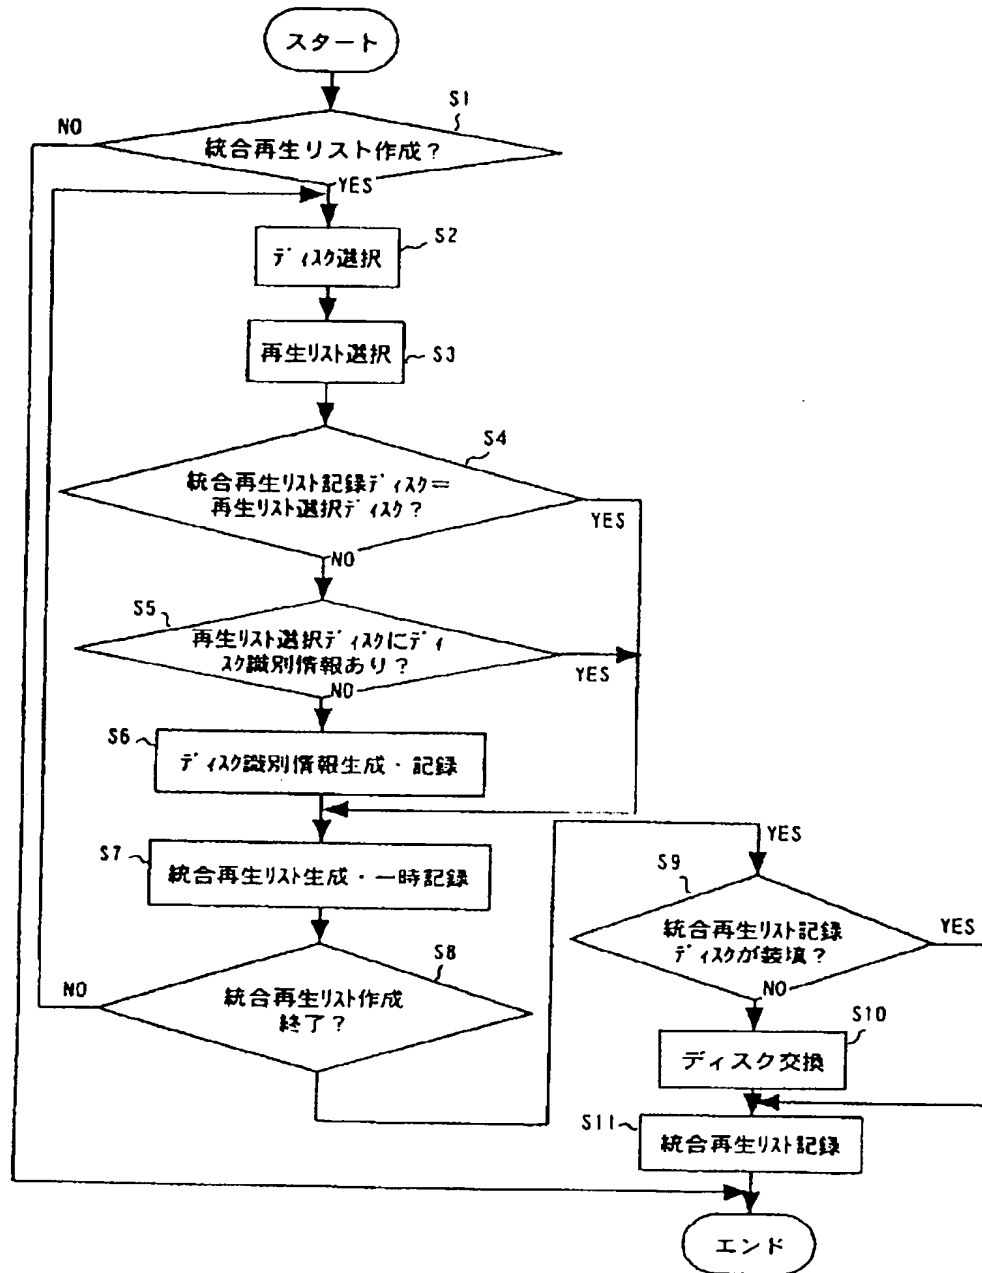 スタート
S1
NO
統合再生リスト作成？
YES
S2
ディスク選択
再生リスト選択
S3
S4
統合再生リスト記録ディスク＝
再生リスト選択ディスク？
YES
NO
S5
再生リスト選択ディスクにディ
スク識別情報あり？
YES
NO
S6
ディスク識別情報生成・記録
S7
統合再生リスト生成・一時記録
S8
NO
統合再生リスト作成
終了？
YES
S9
統合再生リスト記録
ディスクが装填？
YES
NO
S10
ディスク交換
S11
統合再生リスト記録
エンド